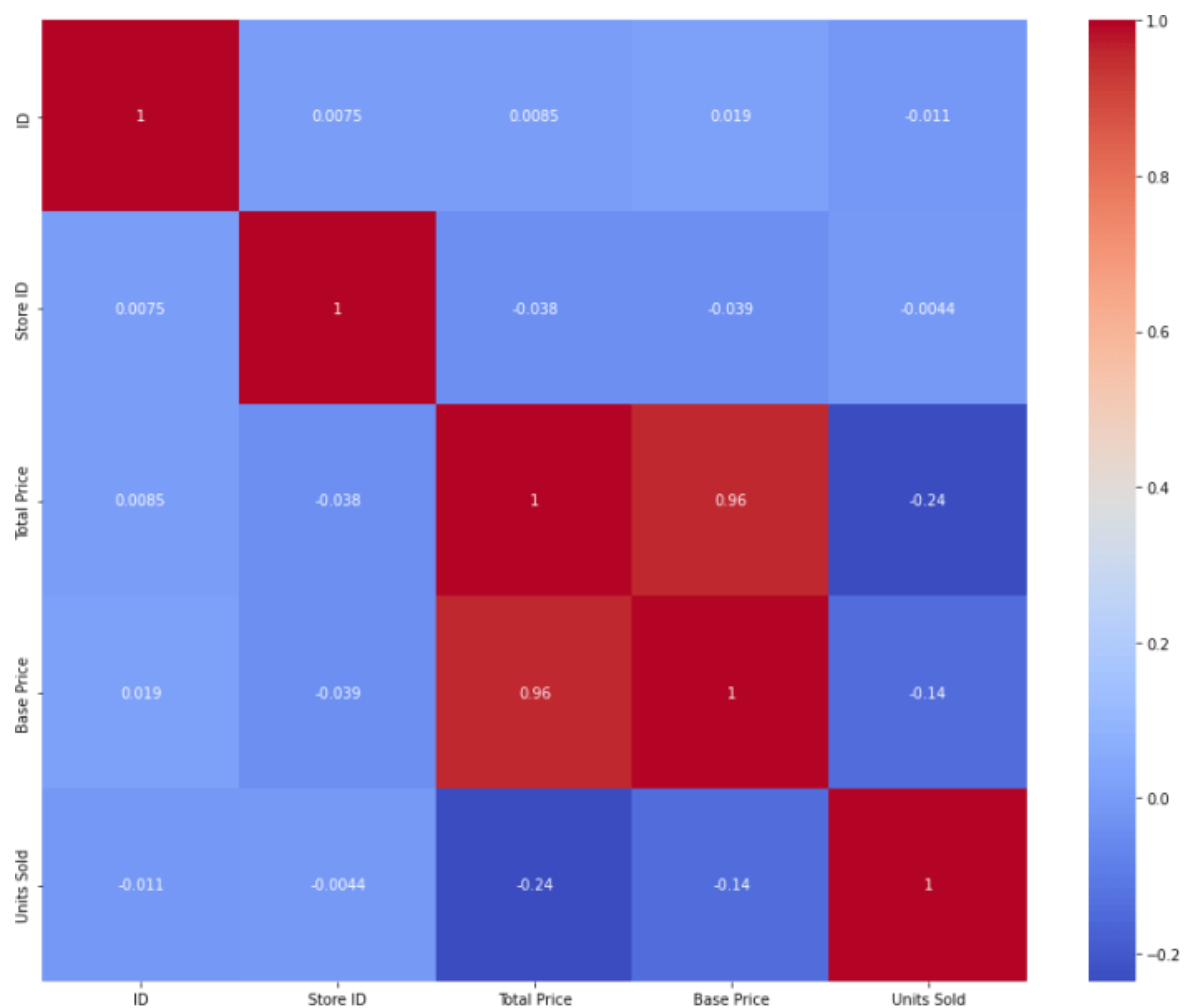 1.0
ID 1 0.0075 0.0085 0.019 -0.011
0.8
Store ID 0.0075 1 -0.038 -0.039 -0.0044
0.6
Total Price 0.0085 -0.038 1 0.96 -0.24
0.4
0.2
Base Price 0.019 -0.039 0.96 1 -0.14
0.0
Units Sold -0.011 -0.0044 -0.24 -0.14 1
-0.2
ID Store ID Total Price Base Price Units Sold